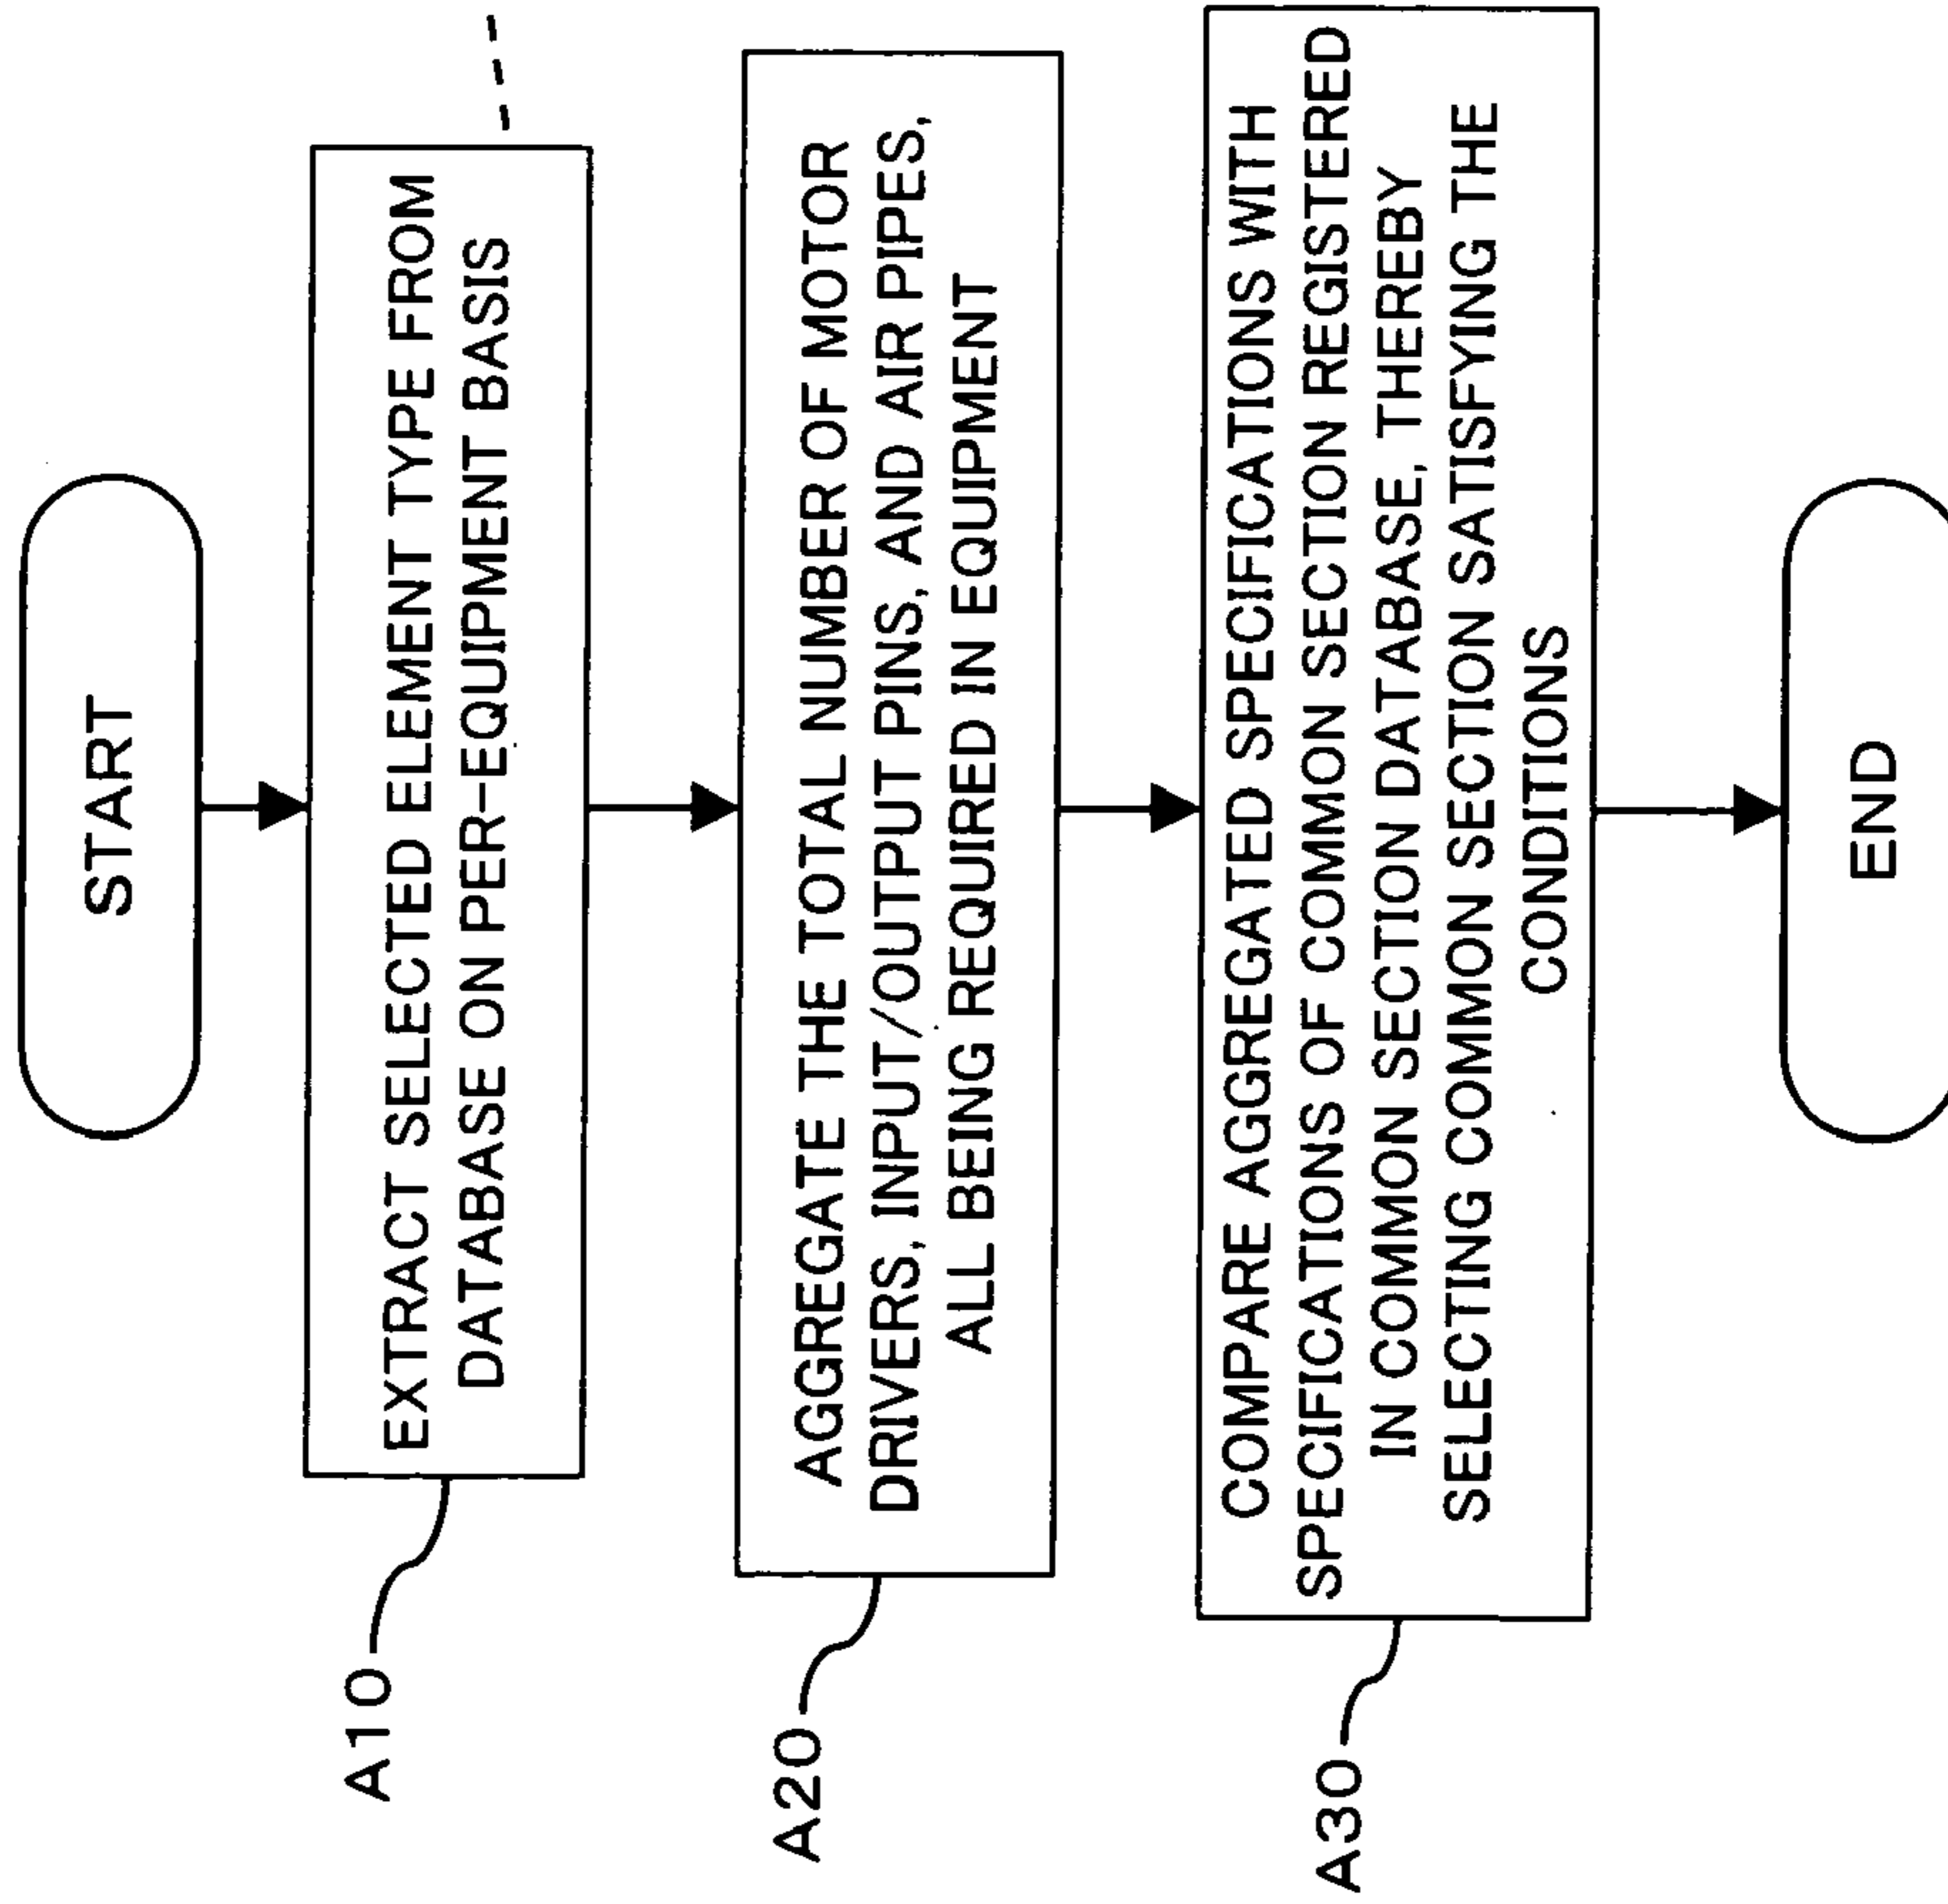 START
A10
EXTRACT SELECTED ELEMENT TYPE FROM
DATABASE ON PER-EQUIPMENT BASIS
A20
AGGREGATE THE TOTAL NUMBER OF MOTOR
DRIVERS, INPUT/OUTPUT PINS, AND AIR PIPES,
ALL BEING REQUIRED IN EQUIPMENT
A30
COMPARE AGGREGATED SPECIFICATIONS WITH
SPECIFICATIONS OF COMMON SECTION REGISTERED
IN COMMON SECTION DATABASE, THEREBY
SELECTING COMMON SECTION SATISFYING THE
CONDITIONS
END